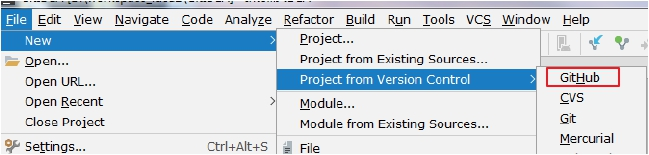 File Edit View Navigate Code Analyze Refactor Build Run Tools VCS Window Help
New
Open...
Open URL...
Open Recent
Close Project
Settings... Ctrl+Alt+S
Project...
Project from Existing Sources...
Project from Version Control
Module...
Module from Existing Sources...
File
GitHub
CVS
Git
Mercurial